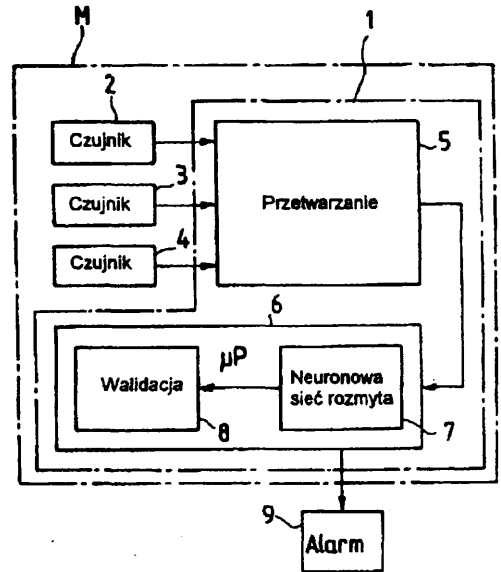 M
1
2
Czujnik
5
3
Czujnik
Przetwarzanie
4
Czujnik
6
µP
Walidacja
Neuronowa
sieć rozmyta
8
7
9
Alarm